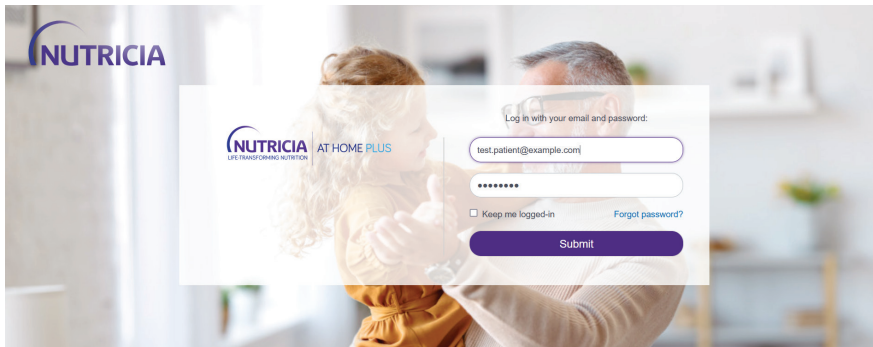 NUTRICIA
NUTRICIA
LIFE-TRANSFORMING NUTRITION
AT HOME PLUS
Log in with your email and password:
test.patient@example.com
••••••••
Keep me logged-in
Forgot password?
Submit